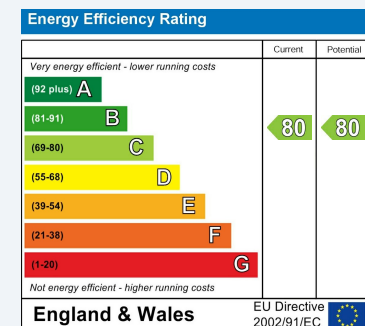 Energy Efficiency Rating
Current Potential
Very energy efficient - lower running costs
(92 plus) A
(81-91) B
80 80
(69-80) C
(55-68) D
(39-54) E
(21-38) F
(1-20) G
Not energy efficient - higher running costs
England & Wales
EU Directive
2002/91/EC